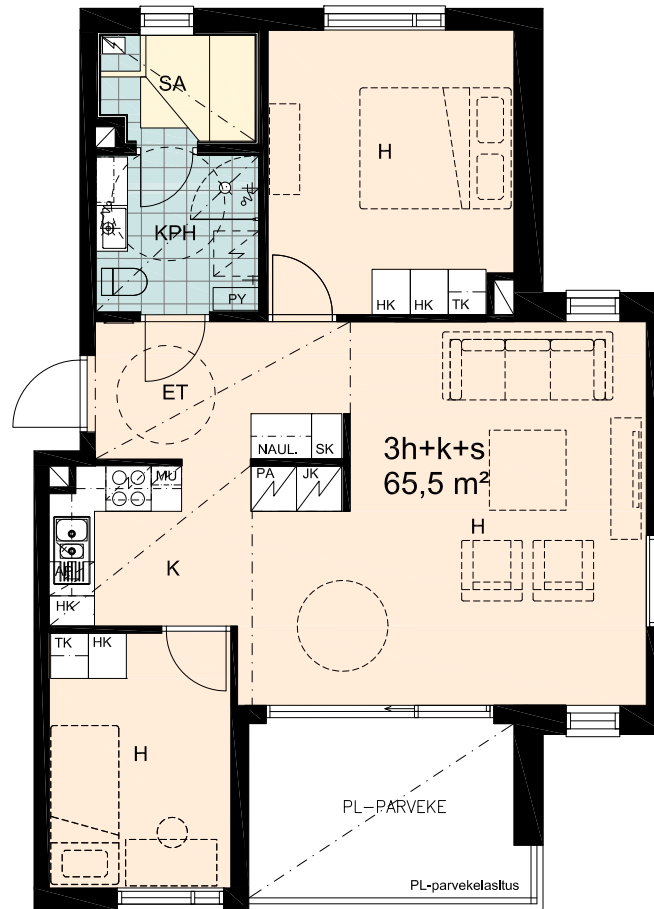 SA
H
KPH
PY
HK HK TK
ET
NAUL. SK
3h+k+s
65,5 m²
PA JK
MU
H
K
HK
TK HK
H
PL-PARVEKE
PL-parvekelasitus